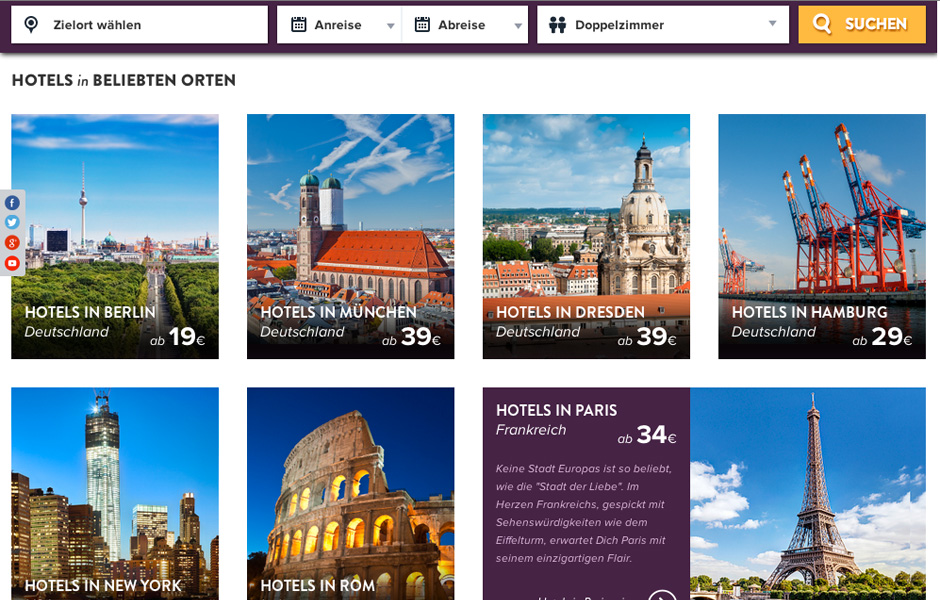 Zielort wählen
Anreise
Abreise
Doppelzimmer
SUCHEN
HOTELS in BELIEBTEN ORTEN
HOTELS IN BERLIN
Deutschland
ab 19€
HOTELS IN MÜNCHEN
Deutschland
ab 39€
HOTELS IN DRESDEN
Deutschland
ab 39€
HOTELS IN HAMBURG
Deutschland
ab 29€
HOTELS IN NEW YORK
HOTELS IN ROM
HOTELS IN PARIS
Frankreich
ab 34€
Keine Stadt Europas ist so beliebt,
wie die "Stadt der Liebe". Im
Herzen Frankreichs, gespickt mit
Sehenswürdigkeiten wie dem
Eiffelturm, erwartet Dich Paris mit
seinem einzigartigen Flair.